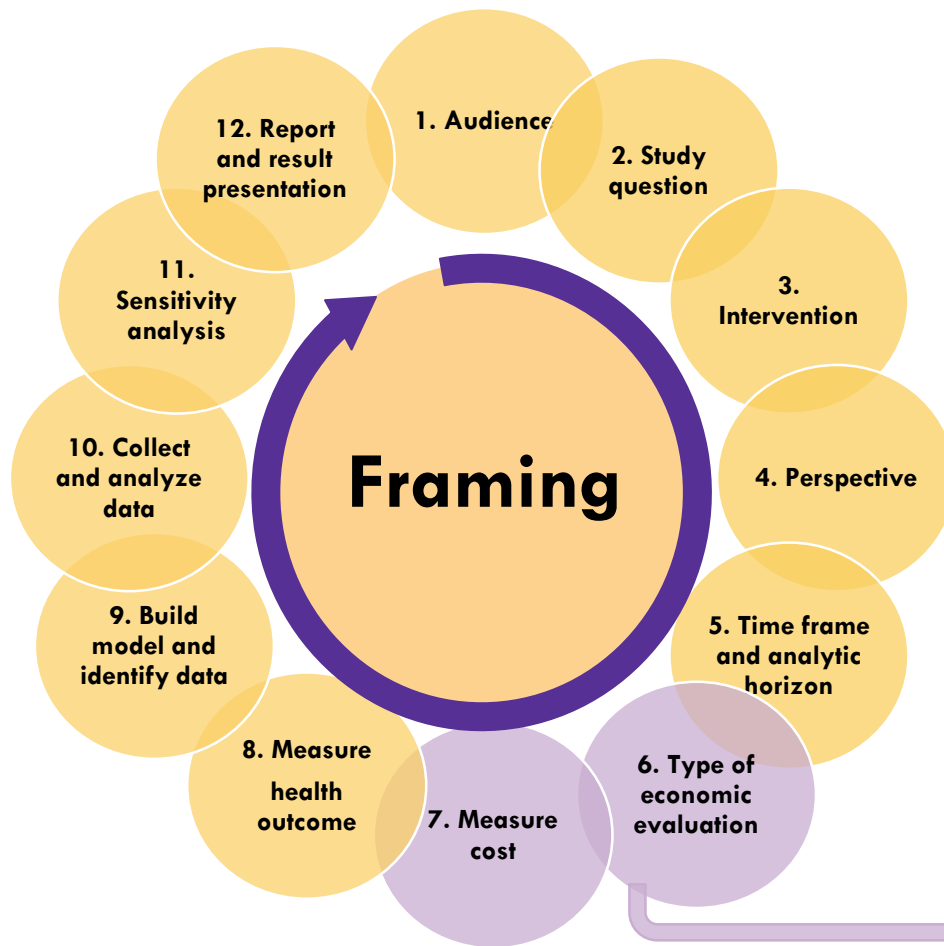 1. Audience
2. Study
question
3.
Intervention
4. Perspective
5. Time frame
and analytic
horizon
6. Type of
economic
evaluation
7. Measure
cost
8. Measure
health
outcome
9. Build
model and
identify data
10. Collect
and analyze
data
11.
Sensitivity
analysis
12. Report
and result
presentation
Framing